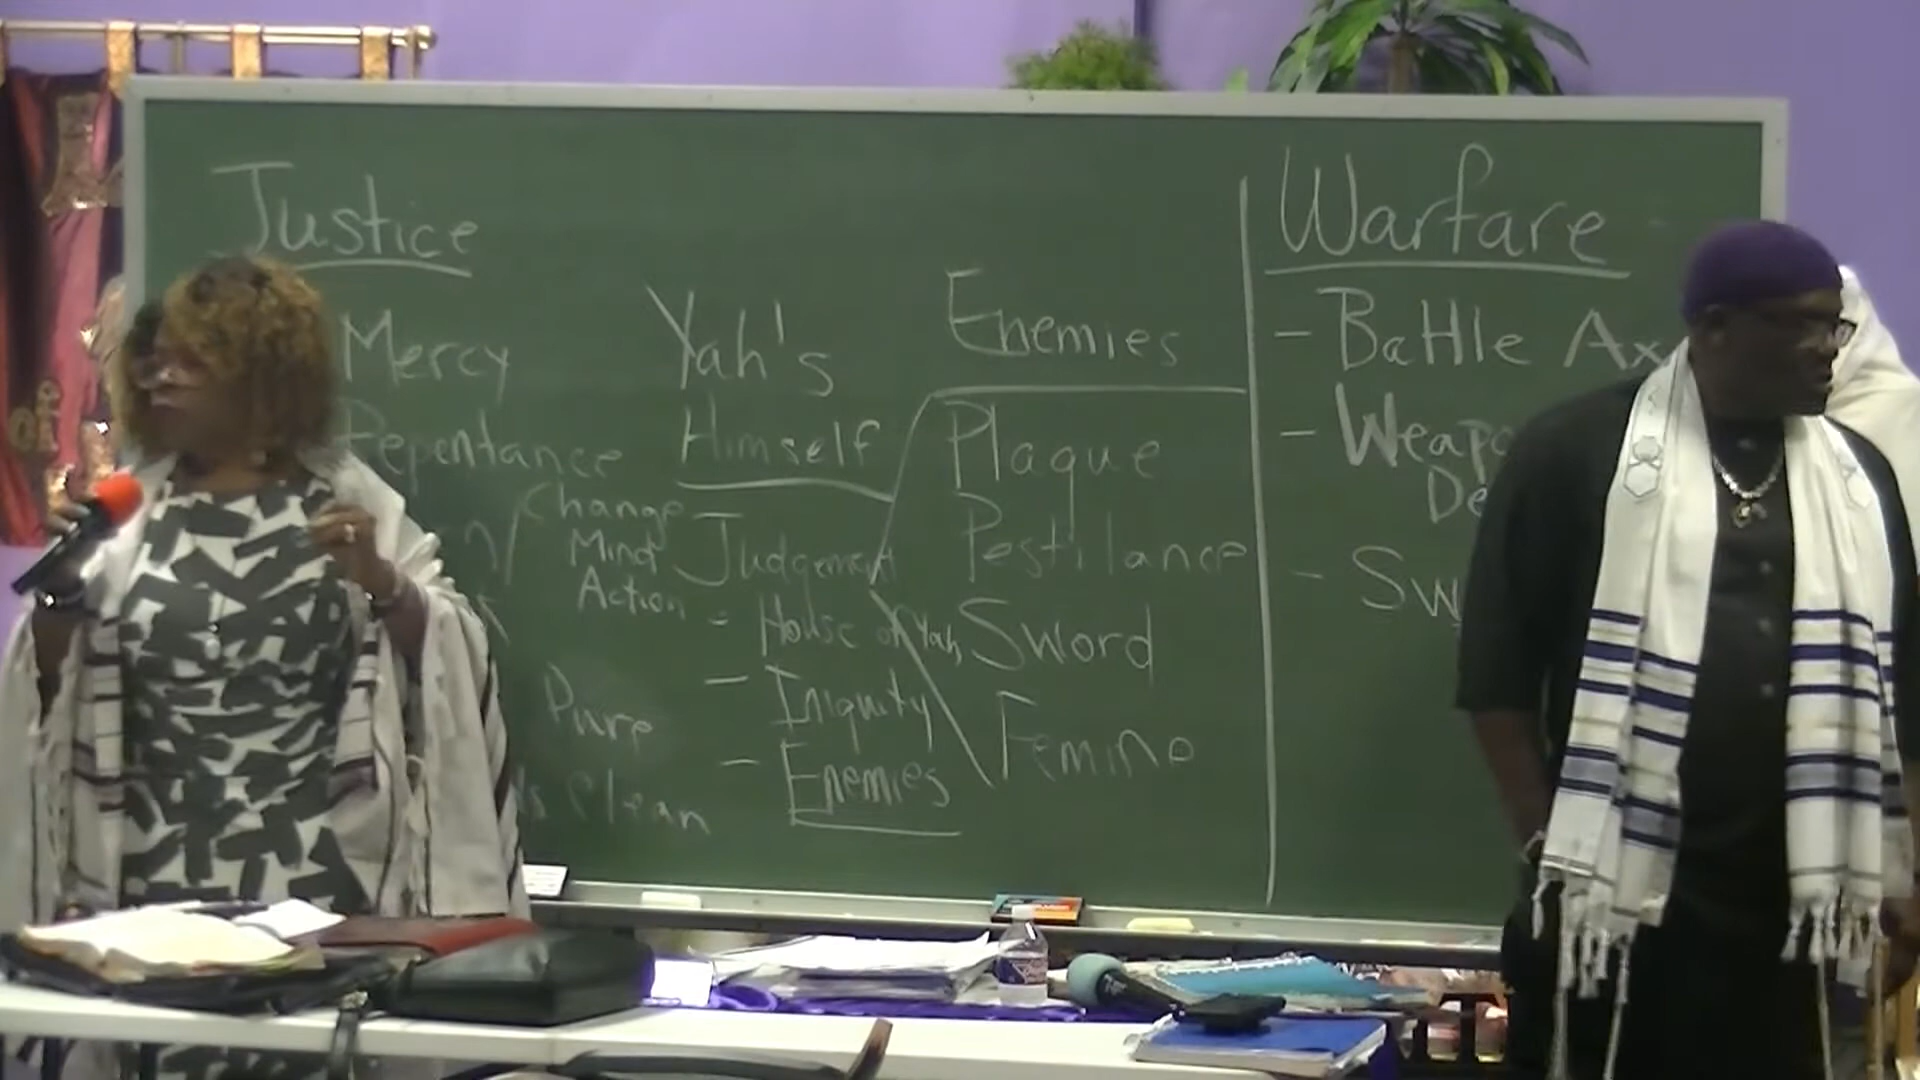 Justice
Mercy
Repentance
Change
Mind
Action
Pure
Clean
Yah's
Himself
Judgement
- House of Yah,
- Iniquity
- Enemies
Enemies
Plaque
Pestilance
Sword
Femine
Warfare
- Battle Ax
- Weapo
De
- Sw